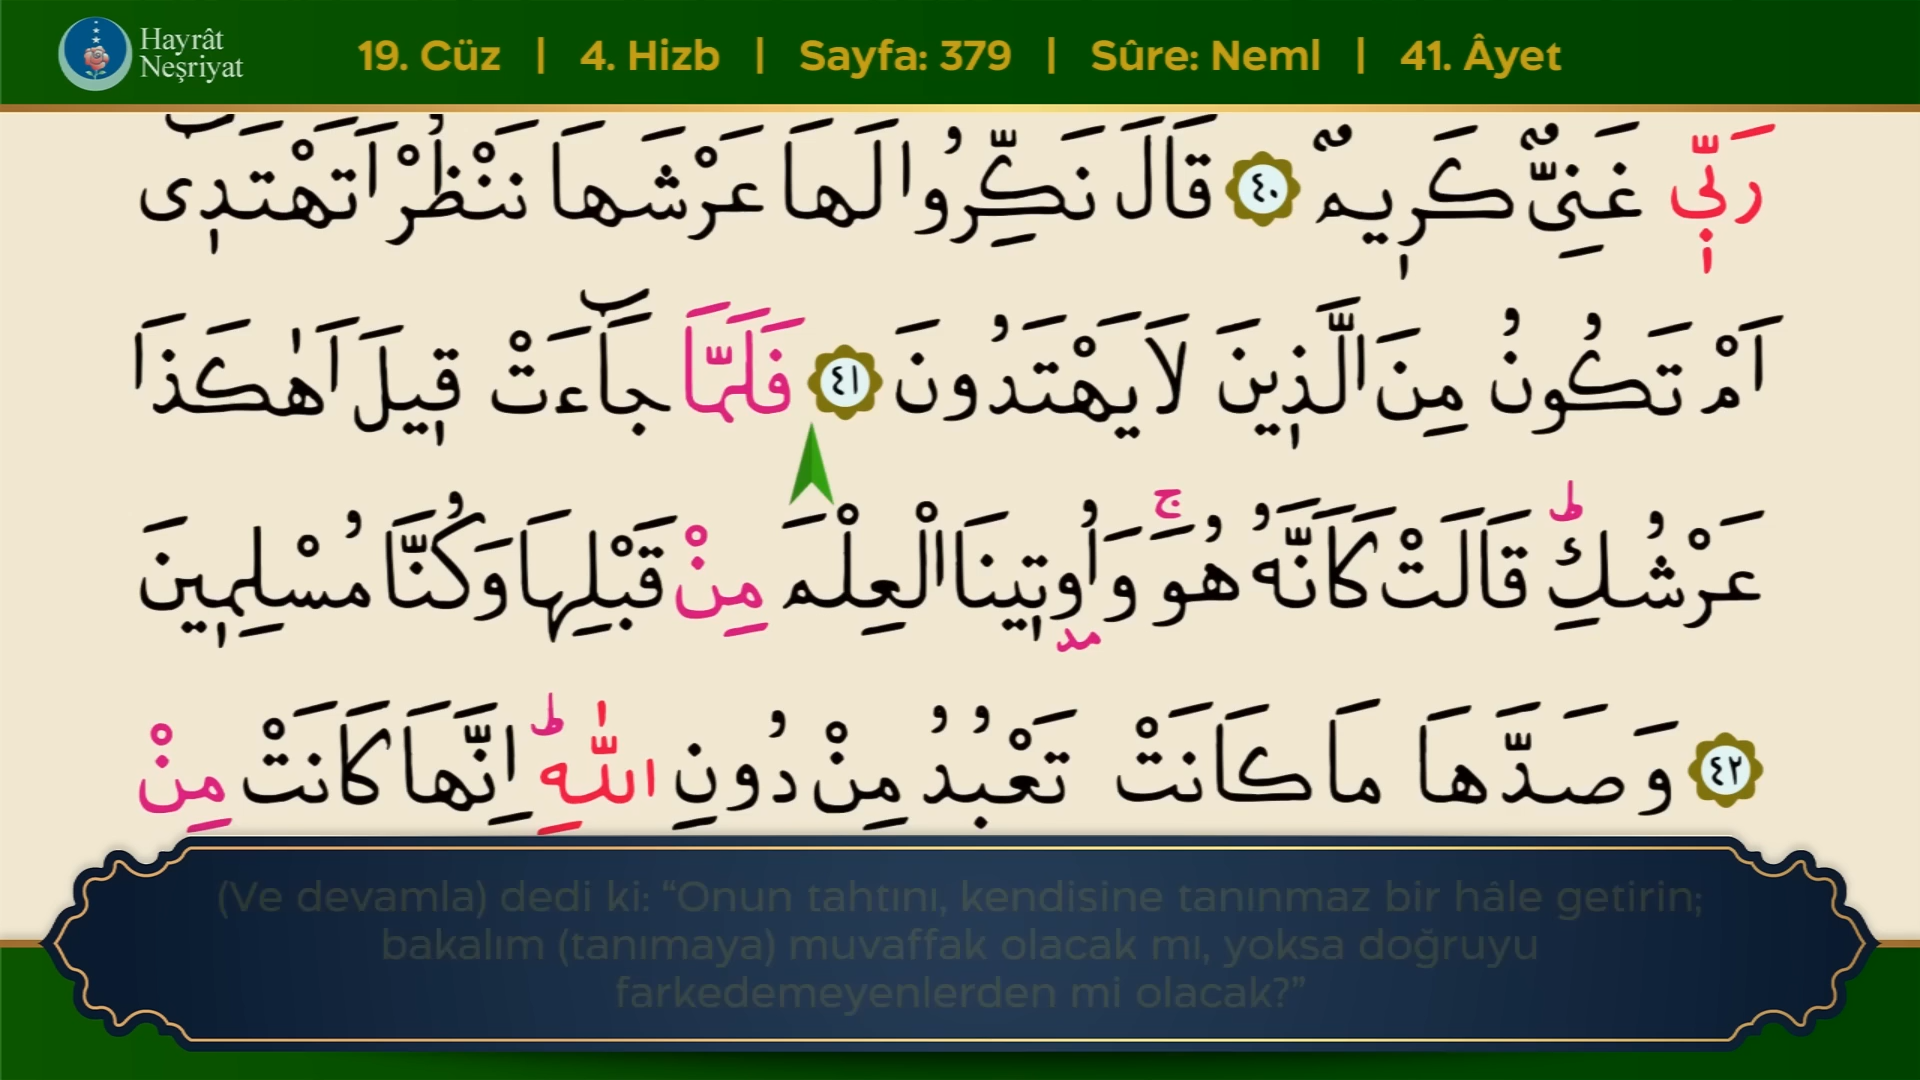 Hayrât
Neşriyat
19. Cüz | 4. Hizb | Sayfa: 379 | Sûre: Neml | 41. Âyet
رَبّ۪ي غَنِيٌّ كَر۪يمٌ ﴿٤٠﴾ قَالَ نَكِّرُوا لَهَا عَرْشَهَا نَنْظُرْ اَتَهْتَد۪ٓى
اَمْ تَكُونُ مِنَ الَّذ۪ينَ لَا يَهْتَدُونَ ﴿٤١﴾ فَلَمَّا جَٓاءَتْ ق۪يلَ اَهٰكَذَا
عَرْشُكِۜ قَالَتْ كَاَنَّهُ هُوَۚ وَاُو۫ت۪ينَا الْعِلْمَ مِنْ قَبْلِهَا وَكُنَّا مُسْلِم۪ينَ
﴿٤٢﴾ وَصَدَّهَا مَا كَانَتْ تَعْبُدُ مِنْ دُونِ اللّٰهِۜ اِنَّهَا كَانَتْ مِنْ
(Ve devamla) dedi ki: “Onun tahtını, kendisine tanınmaz bir hâle getirin;
bakalım (tanımaya) muvaffak olacak mı, yoksa doğruyu
farkedemeyenlerden mi olacak?”